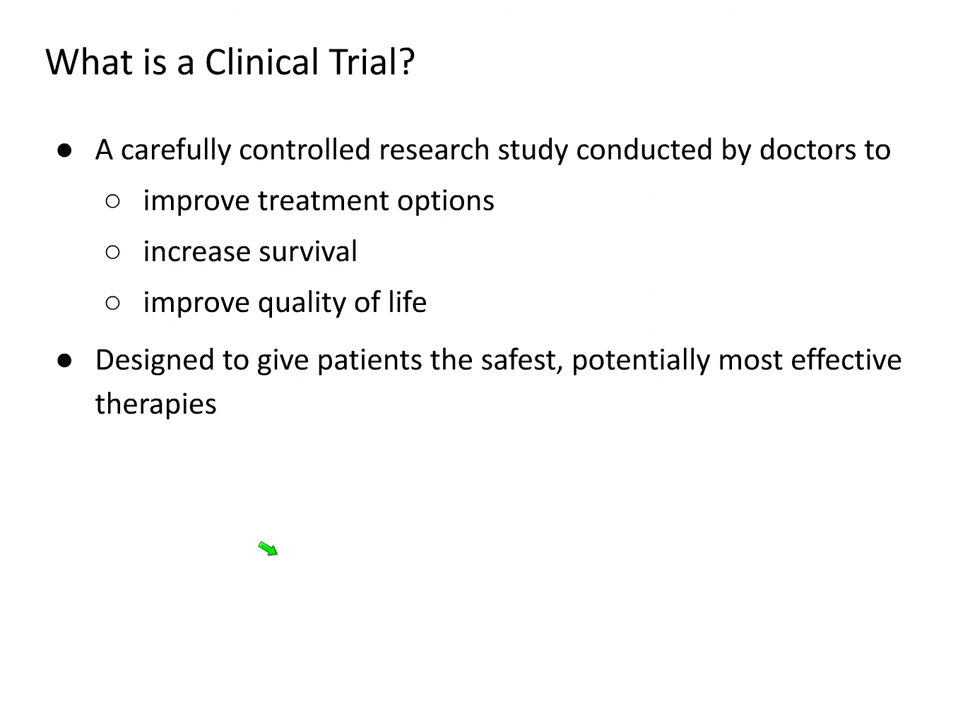 What is a Clinical Trial?
● A carefully controlled research study conducted by doctors to
○ improve treatment options
○ increase survival
○ improve quality of life
● Designed to give patients the safest, potentially most effective
therapies